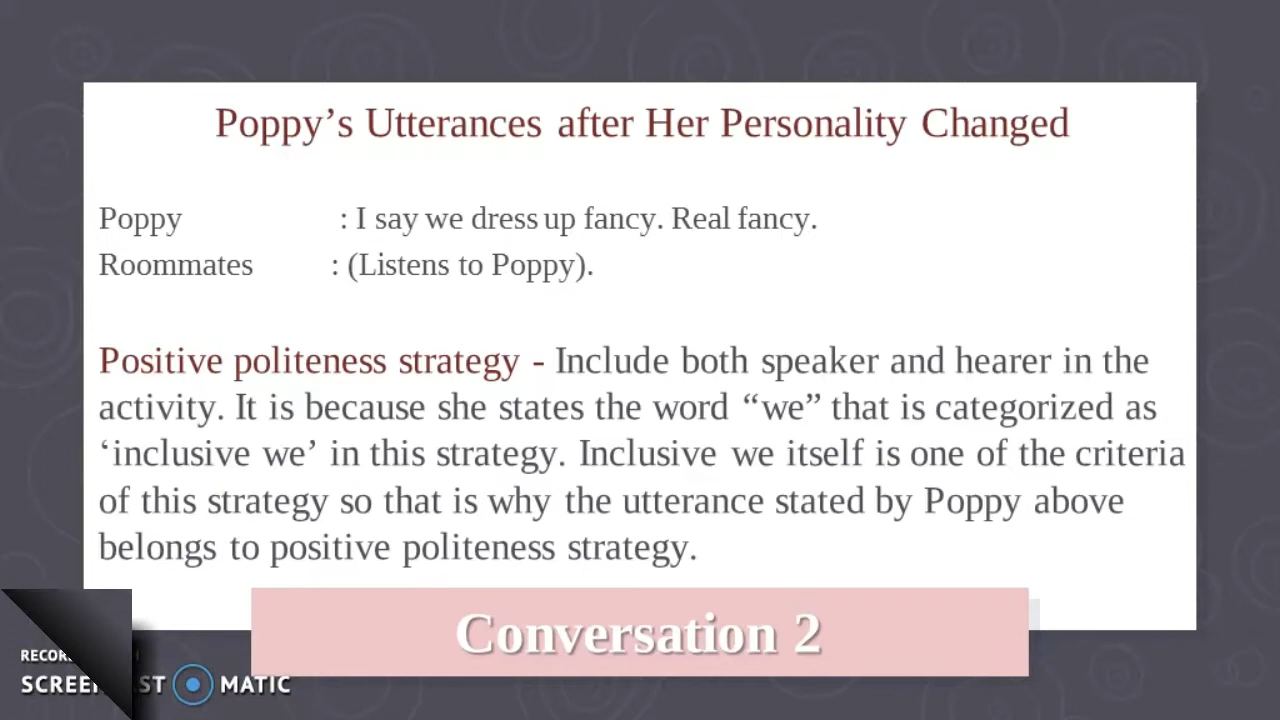 Poppy’s Utterances after Her Personality Changed
Poppy : I say we dress up fancy. Real fancy.
Roommates : (Listens to Poppy).
Positive politeness strategy - Include both speaker and hearer in the
activity. It is because she states the word “we” that is categorized as
‘inclusive we’ in this strategy. Inclusive we itself is one of the criteria
of this strategy so that is why the utterance stated by Poppy above
belongs to positive politeness strategy.
Conversation 2
MATIC